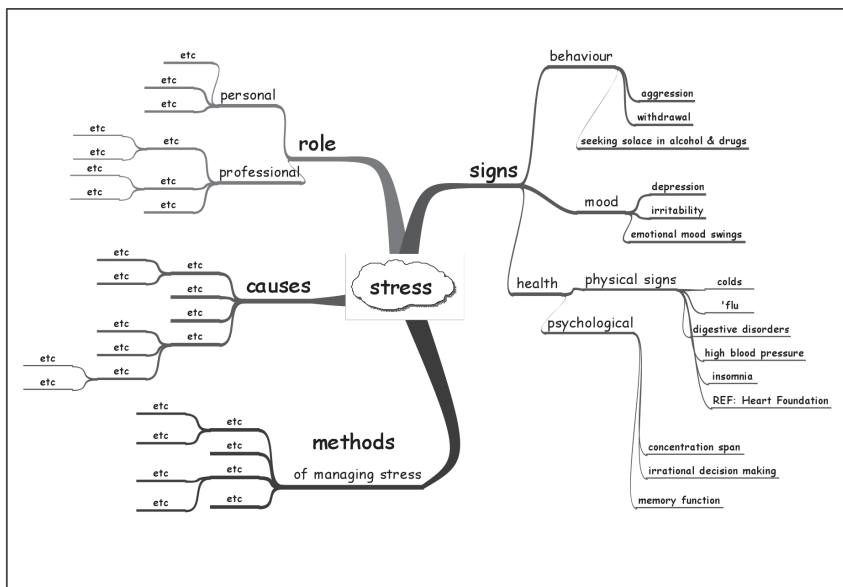 stress
role
personal
etc
etc
etc
professional
etc
etc
etc
etc
etc
etc
etc
causes
etc
etc
etc
etc
etc
etc
etc
etc
etc
etc
etc
methods
of managing stress
etc
etc
etc
etc
etc
etc
etc
etc
signs
behaviour
aggression
withdrawal
seeking solace in alcohol & drugs
mood
depression
irritability
emotional mood swings
health
physical signs
colds
'flu
digestive disorders
high blood pressure
insomnia
REF: Heart Foundation
psychological
concentration span
irrational decision making
memory function